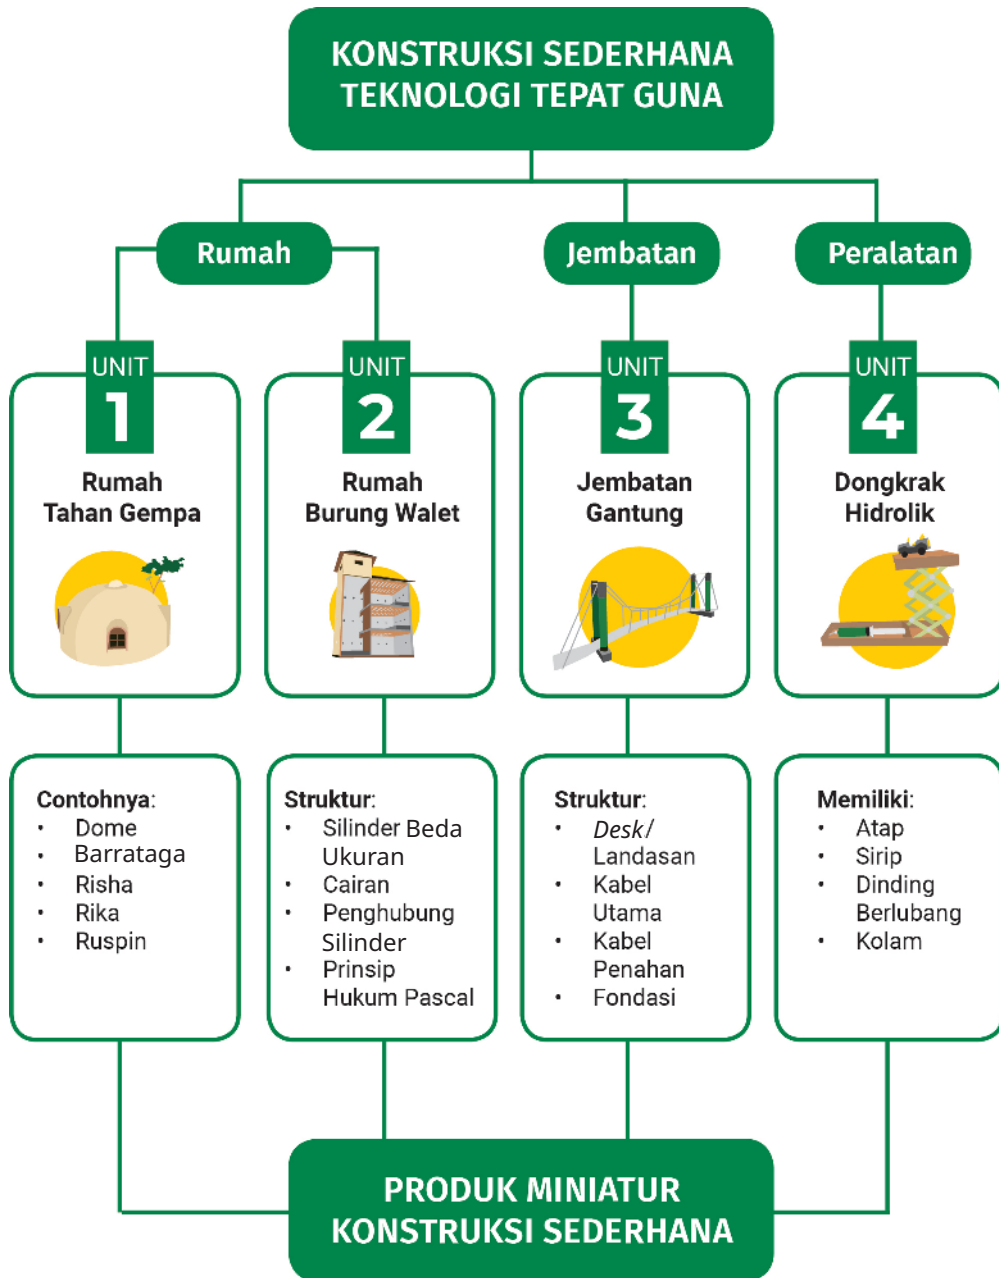 KONSTRUKSI SEDERHANA
TEKNOLOGI TEPAT GUNA
Rumah
Jembatan
Peralatan
UNIT
1
Rumah
Tahan Gempa
UNIT
2
Rumah
Burung Walet
UNIT
3
Jembatan
Gantung
UNIT
4
Dongkrak
Hidrolik
Contohnya:
• Dome
• Barrataga
• Risha
• Rika
• Ruspin
Struktur:
• Silinder Beda
Ukuran
• Cairan
• Penghubung
Silinder
• Prinsip
Hukum Pascal
Struktur:
• Desk/
Landasan
• Kabel
Utama
• Kabel
Penahan
• Fondasi
Memiliki:
• Atap
• Sirip
• Dinding
Berlubang
• Kolam
PRODUK MINIATUR
KONSTRUKSI SEDERHANA